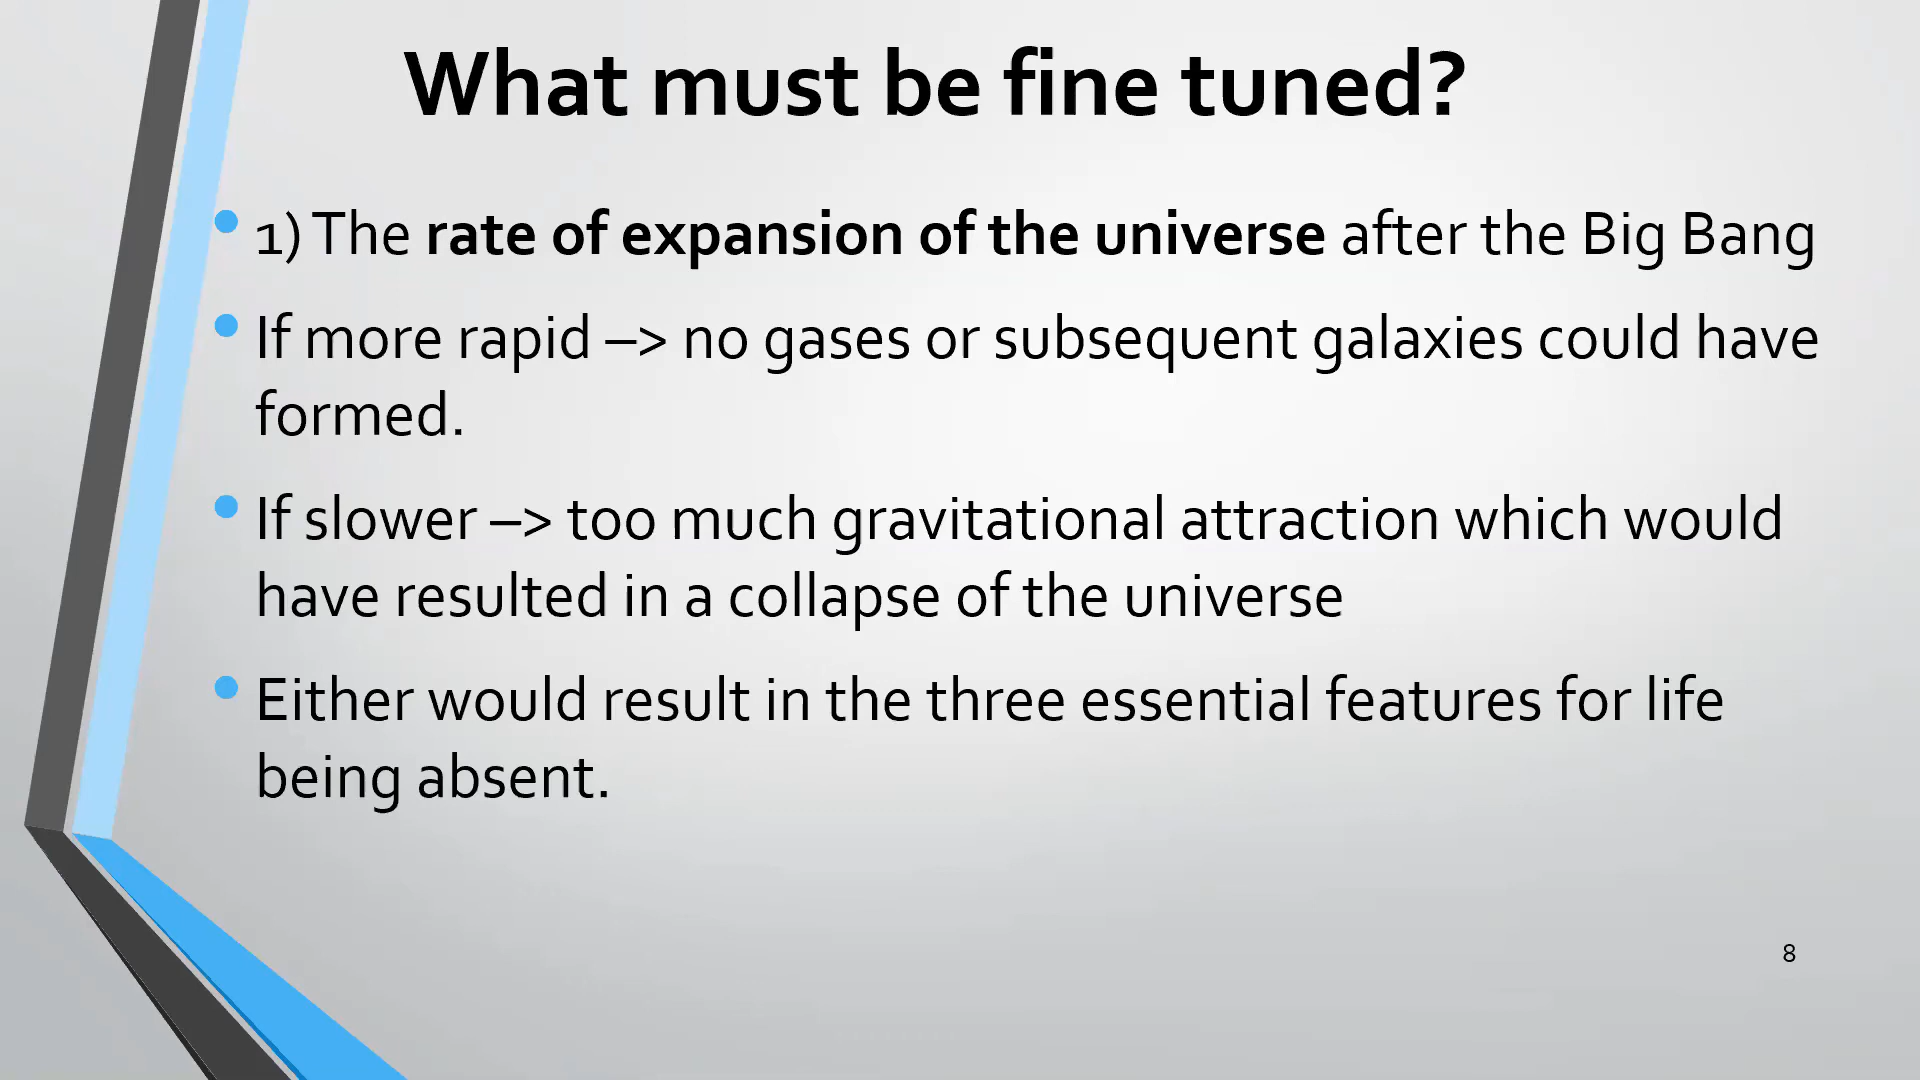 What must be fine tuned?
• 1) The rate of expansion of the universe after the Big Bang
• If more rapid –> no gases or subsequent galaxies could have
formed.
• If slower –> too much gravitational attraction which would
have resulted in a collapse of the universe
• Either would result in the three essential features for life
being absent.
8